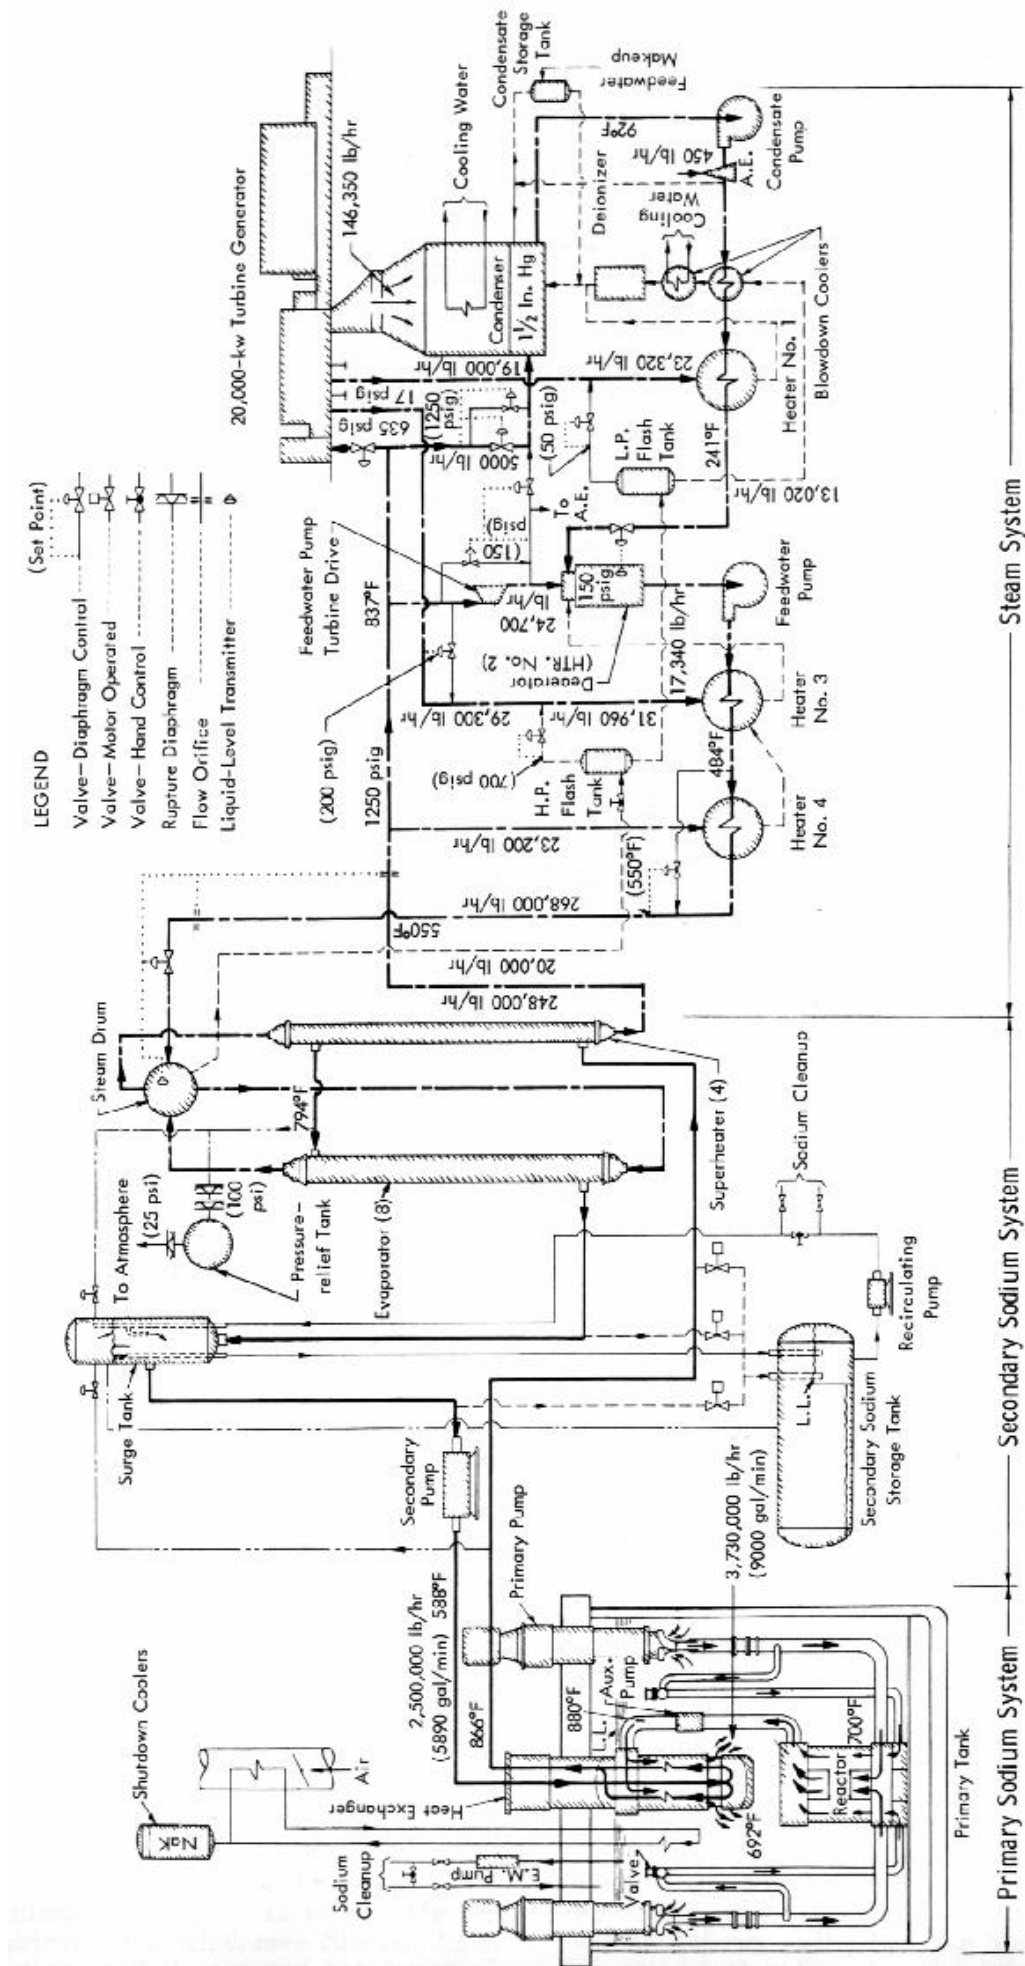 LEGEND
(Set Point)
Valve—Diaphragm Control
Valve—Motor Operated
Valve—Hand Control
Rupture Diaphragm
Flow Orifice
Liquid-Level Transmitter
20,000-kw Turbine Generator
146,350 lb/hr
Cooling Water
Condenser
1½ In. Hg
Condensate
Storage
Tank
Feedwater
Makeup
92°F
450 lb/hr
A.E.
Condensate
Pump
Deionizer
Cooling
Water
Blowdown Coolers
Heater No. 1
23,320 lb/hr
19,000 lb/hr
17 psig
635 psig
(1250
psig)
5000 lb/hr
(50 psig)
L.P.
Flash
Tank
241°F
13,020 lb/hr
To
A.E.
(150
psig)
Feedwater Pump
Turbine Drive
837°F
24,700
lb/hr
150
psig
Deaerator
(HTR. No. 2)
17,340 lb/hr
Feedwater
Pump
(200 psig)
1250 psig
29,300 lb/hr
31,960 lb/hr
(700 psig)
H.P.
Flash
Tank
Heater
No. 3
484°F
23,200 lb/hr
Heater
No. 4
(550°F)
268,000 lb/hr
550°F
20,000 lb/hr
248,000 lb/hr
Steam System
Steam Drum
794°F
Superheater (4)
Evaporator (8)
To Atmosphere
(25 psi)
(100
psi)
Pressure-
relief Tank
Surge Tank
Sodium Cleanup
Recirculating
Pump
L.L.
Secondary Sodium
Storage Tank
Secondary
Pump
Secondary Sodium System
2,500,000 lb/hr
(5890 gal/min) 588°F
866°F
Primary Pump
3,730,000 lb/hr
(9000 gal/min)
Shutdown Coolers
NaK
Air
Heat Exchanger
880°F
L.L.
Aux.
Pump
Sodium
Cleanup
E.M. Pump
Valve
692°F
700°F
Reactor
Primary Tank
Primary Sodium System